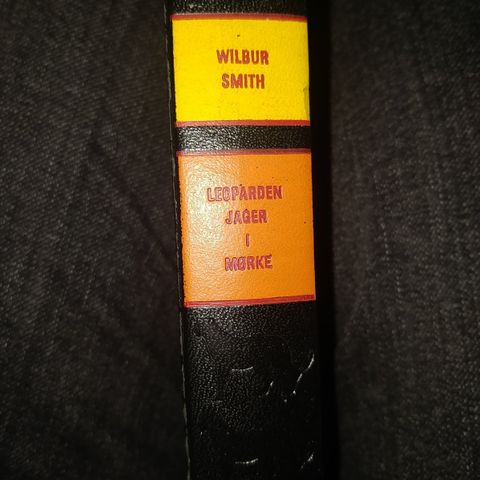 WILBUR
SMITH
LEOPARDEN
JAGER
I
MØRKE